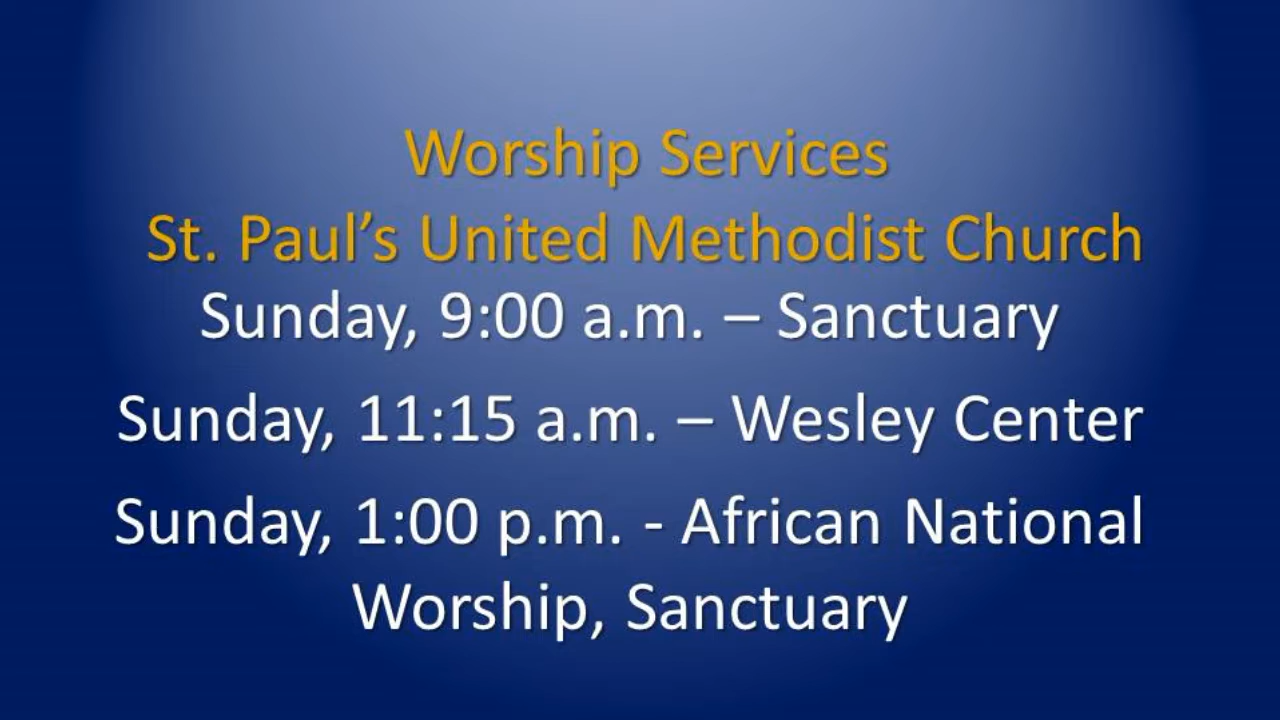 Worship Services
St. Paul’s United Methodist Church
Sunday, 9:00 a.m. – Sanctuary
Sunday, 11:15 a.m. – Wesley Center
Sunday, 1:00 p.m. - African National
Worship, Sanctuary